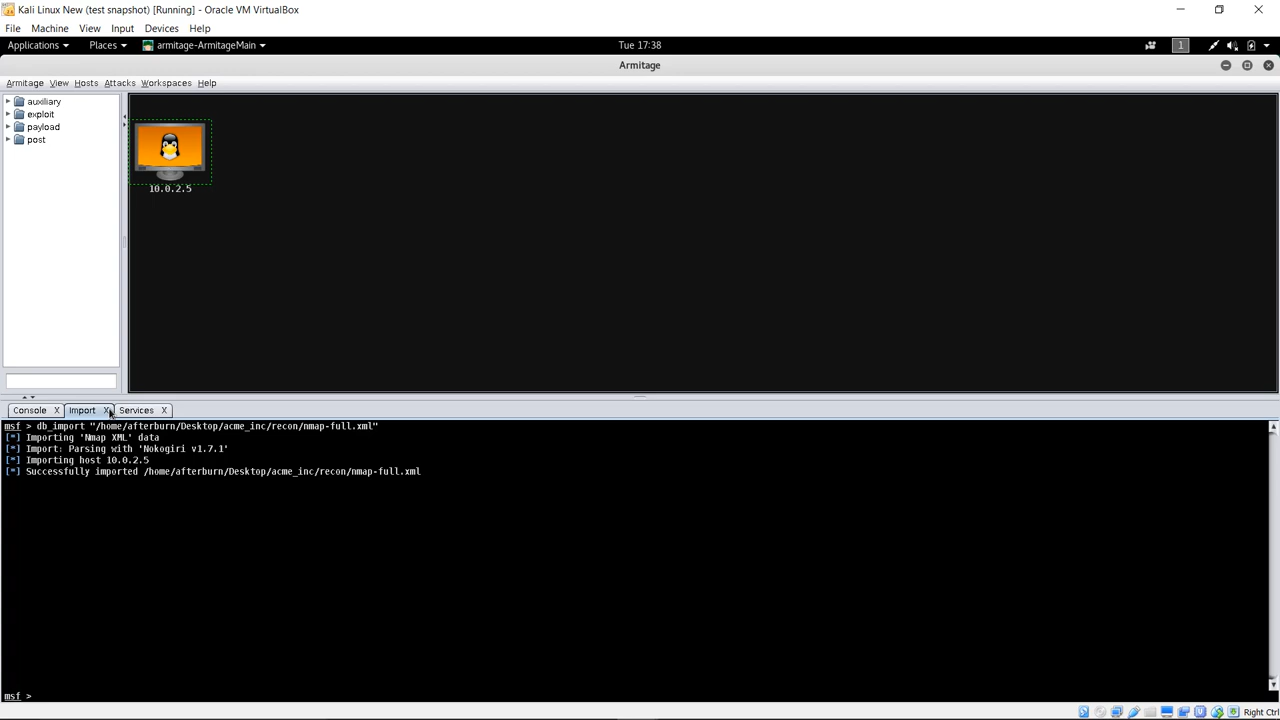 Kali Linux New (test snapshot) [Running] - Oracle VM VirtualBox
File Machine View Input Devices Help
Applications Places armitage-ArmitageMain Tue 17:38 1
Armitage
Armitage View Hosts Attacks Workspaces Help
auxiliary
exploit
payload
post
10.0.2.5
Console X Import X Services X
msf > db_import "/home/afterburn/Desktop/acme_inc/recon/nmap-full.xml"
[*] Importing 'Nmap XML' data
[*] Import: Parsing with 'Nokogiri v1.7.1'
[*] Importing host 10.0.2.5
[*] Successfully imported /home/afterburn/Desktop/acme_inc/recon/nmap-full.xml
msf >
Right Ctrl